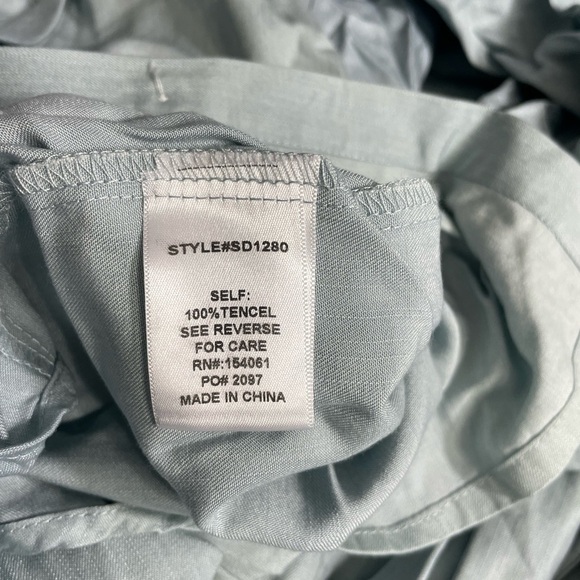 STYLE#SD1280
SELF:
100%TENCEL
SEE REVERSE
FOR CARE
RN#:154061
PO# 2097
MADE IN CHINA